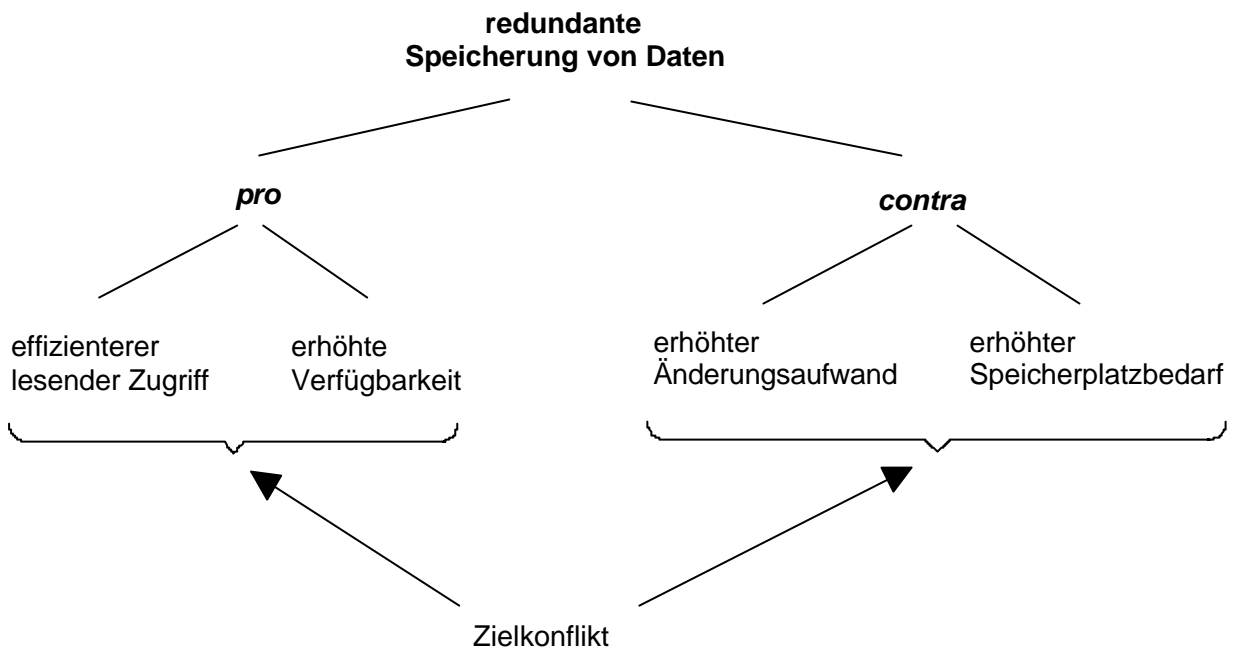 redundante
Speicherung von Daten
pro
contra
effizienterer
lesender Zugriff
erhöhte
Verfügbarkeit
erhöhter
Änderungsaufwand
erhöhter
Speicherplatzbedarf
Zielkonflikt